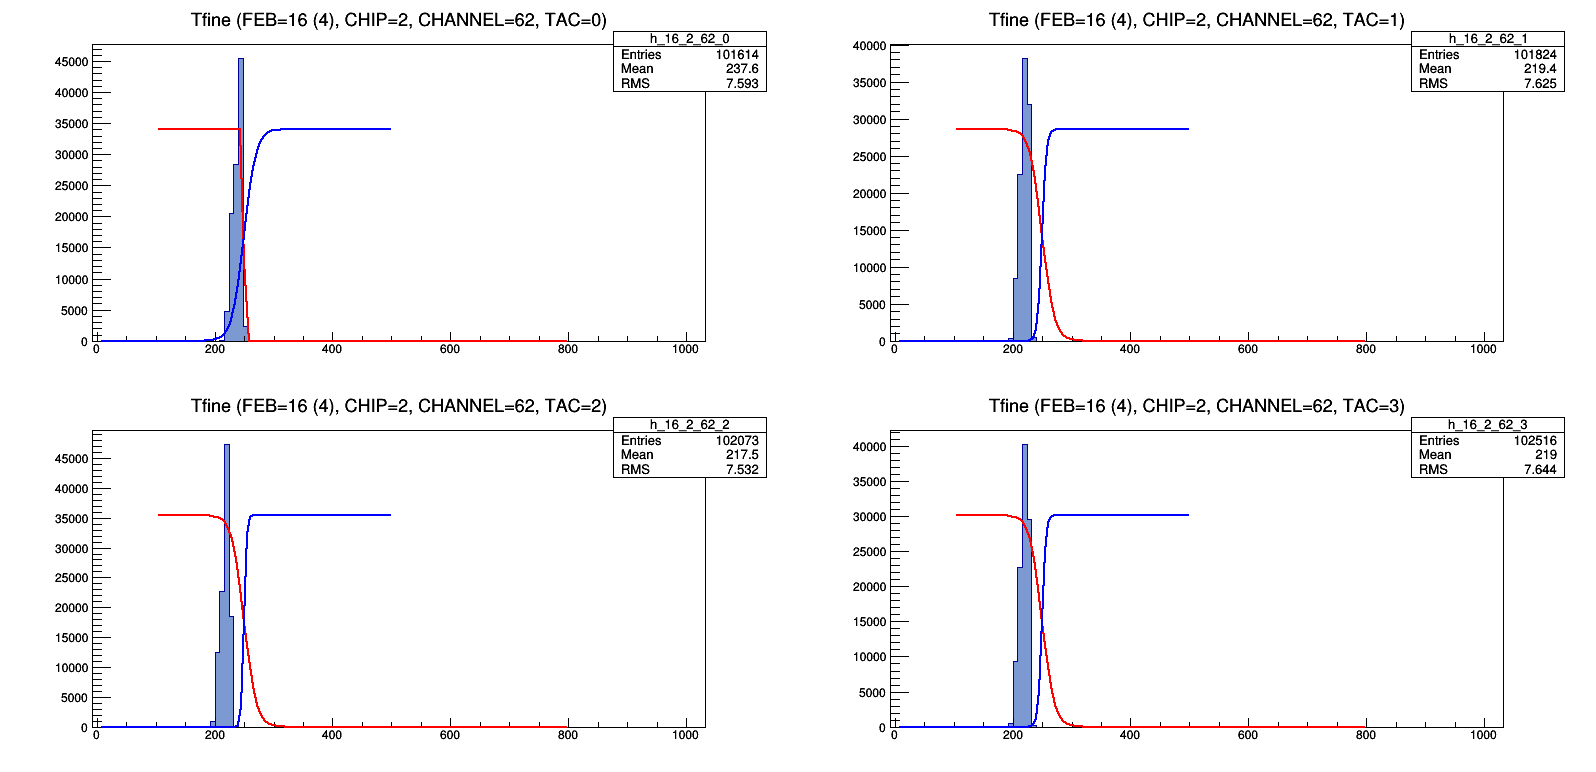 Tfine (FEB=16 (4), CHIP=2, CHANNEL=62, TAC=0)
h_16_2_62_0
Entries 101614
Mean 237.6
RMS 7.593
45000
40000
35000
30000
25000
20000
15000
10000
5000
0
0 200 400 600 800 1000
Tfine (FEB=16 (4), CHIP=2, CHANNEL=62, TAC=1)
h_16_2_62_1
Entries 101824
Mean 219.4
RMS 7.625
40000
35000
30000
25000
20000
15000
10000
5000
0
0 200 400 600 800 1000
Tfine (FEB=16 (4), CHIP=2, CHANNEL=62, TAC=2)
h_16_2_62_2
Entries 102073
Mean 217.5
RMS 7.532
45000
40000
35000
30000
25000
20000
15000
10000
5000
0
0 200 400 600 800 1000
Tfine (FEB=16 (4), CHIP=2, CHANNEL=62, TAC=3)
h_16_2_62_3
Entries 102516
Mean 219
RMS 7.644
40000
35000
30000
25000
20000
15000
10000
5000
0
0 200 400 600 800 1000